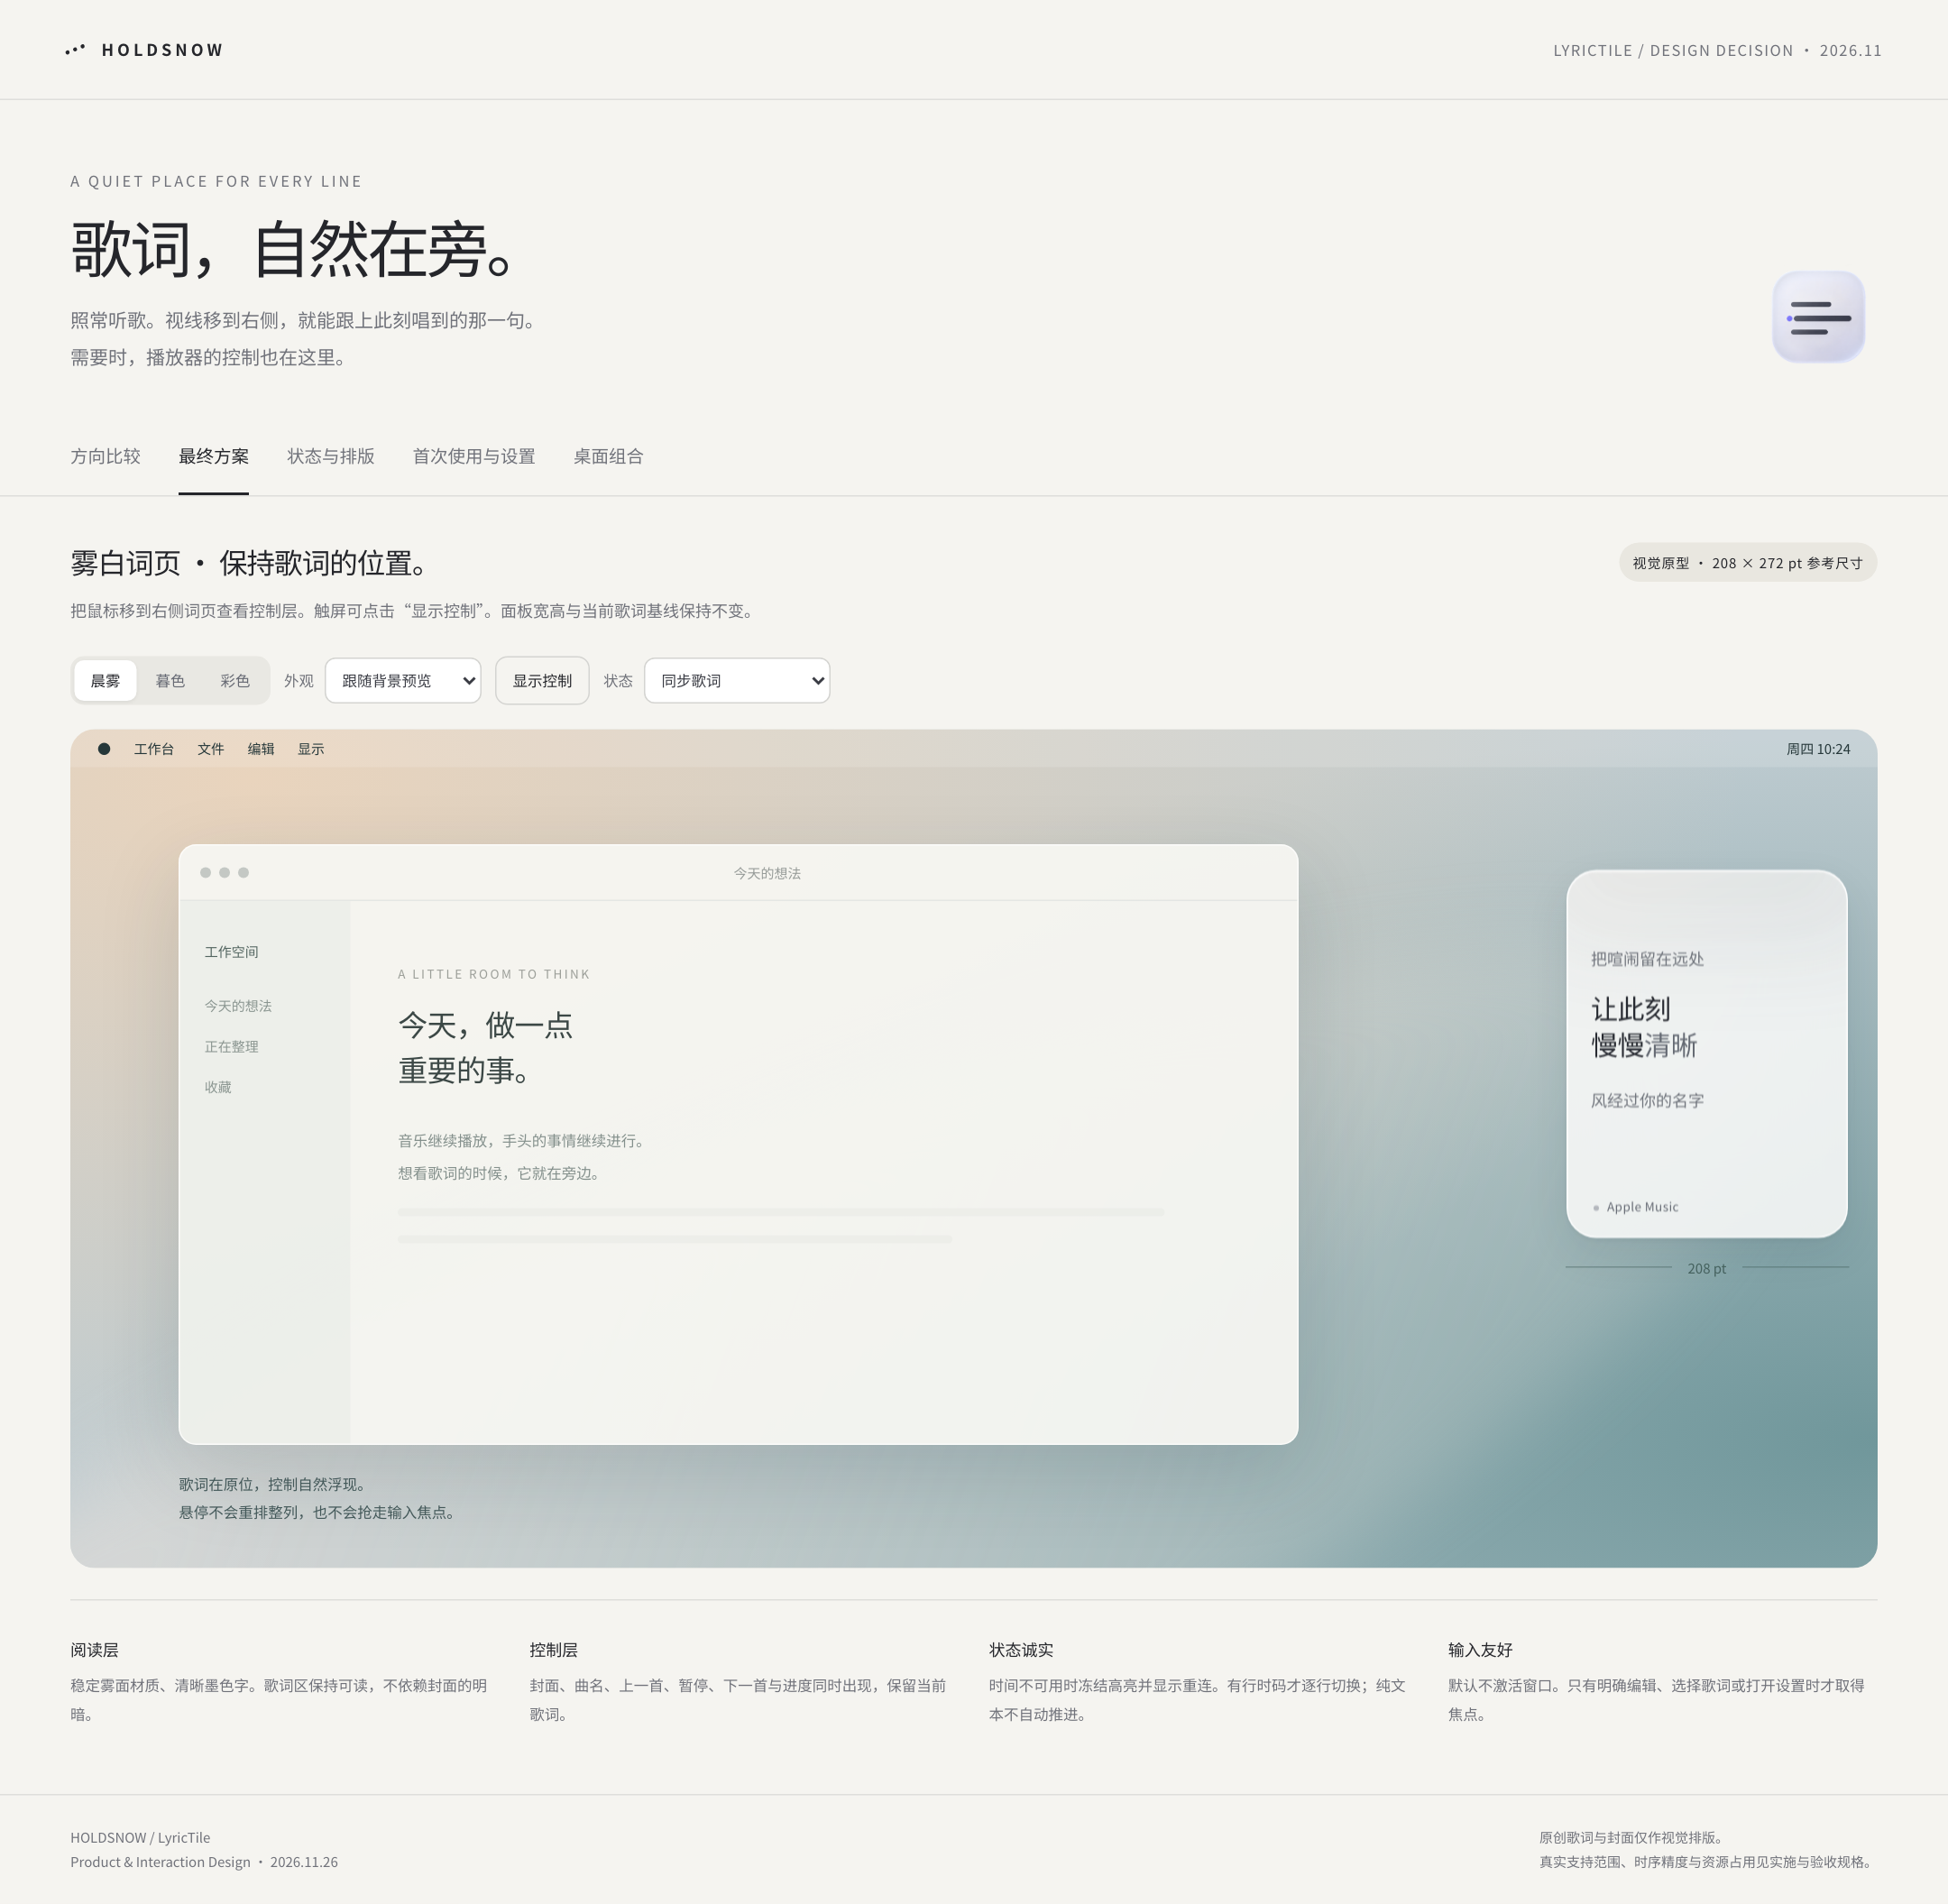 HOLDSNOW
LYRICTILE / DESIGN DECISION · 2026.11
A QUIET PLACE FOR EVERY LINE
歌词，自然在旁。
照常听歌。视线移到右侧，就能跟上此刻唱到的那一句。
需要时，播放器的控制也在这里。
方向比较 最终方案 状态与排版 首次使用与设置 桌面组合
雾白词页 · 保持歌词的位置。
视觉原型 · 208 × 272 pt 参考尺寸
把鼠标移到右侧词页查看控制层。触屏可点击“显示控制”。面板宽高与当前歌词基线保持不变。
晨雾 暮色 彩色 外观 跟随背景预览 显示控制 状态 同步歌词
工作台 文件 编辑 显示
周四 10:24
今天的想法
工作空间
今天的想法
正在整理
收藏
A LITTLE ROOM TO THINK
今天，做一点
重要的事。
音乐继续播放，手头的事情继续进行。
想看歌词的时候，它就在旁边。
把喧闹留在远处
让此刻
慢慢清晰
风经过你的名字
Apple Music
208 pt
歌词在原位，控制自然浮现。
悬停不会重排整列，也不会抢走输入焦点。
阅读层
稳定雾面材质、清晰墨色字。歌词区保持可读，不依赖封面的明
暗。
控制层
封面、曲名、上一首、暂停、下一首与进度同时出现，保留当前
歌词。
状态诚实
时间不可用时冻结高亮并显示重连。有行时码才逐行切换；纯文
本不自动推进。
输入友好
默认不激活窗口。只有明确编辑、选择歌词或打开设置时才取得
焦点。
HOLDSNOW / LyricTile
Product & Interaction Design · 2026.11.26
原创歌词与封面仅作视觉排版。
真实支持范围、时序精度与资源占用见实施与验收规格。